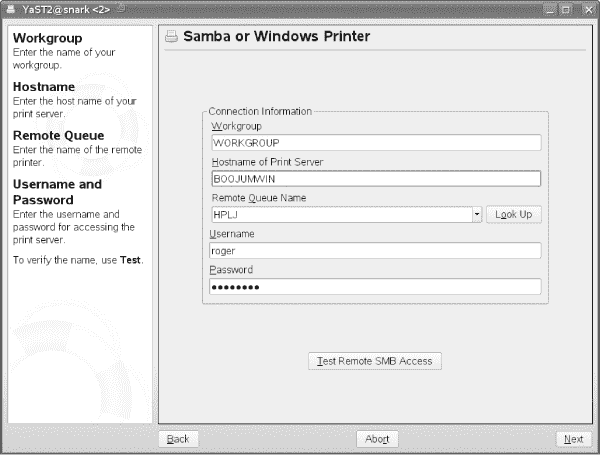 YaST2@snark <2>
Workgroup
Enter the name of your
workgroup.
Hostname
Enter the host name of your
print server.
Remote Queue
Enter the name of the remote
printer.
Username and
Password
Enter the username and
password for accessing the
print server.
To verify the name, use Test.
Samba or Windows Printer
Connection Information
Workgroup
WORKGROUP
Hostname of Print Server
BOOJUMWIN
Remote Queue Name
HPLJ
Look Up
Username
roger
Password
●●●●●●●●
Test Remote SMB Access
Back
Abort
Next